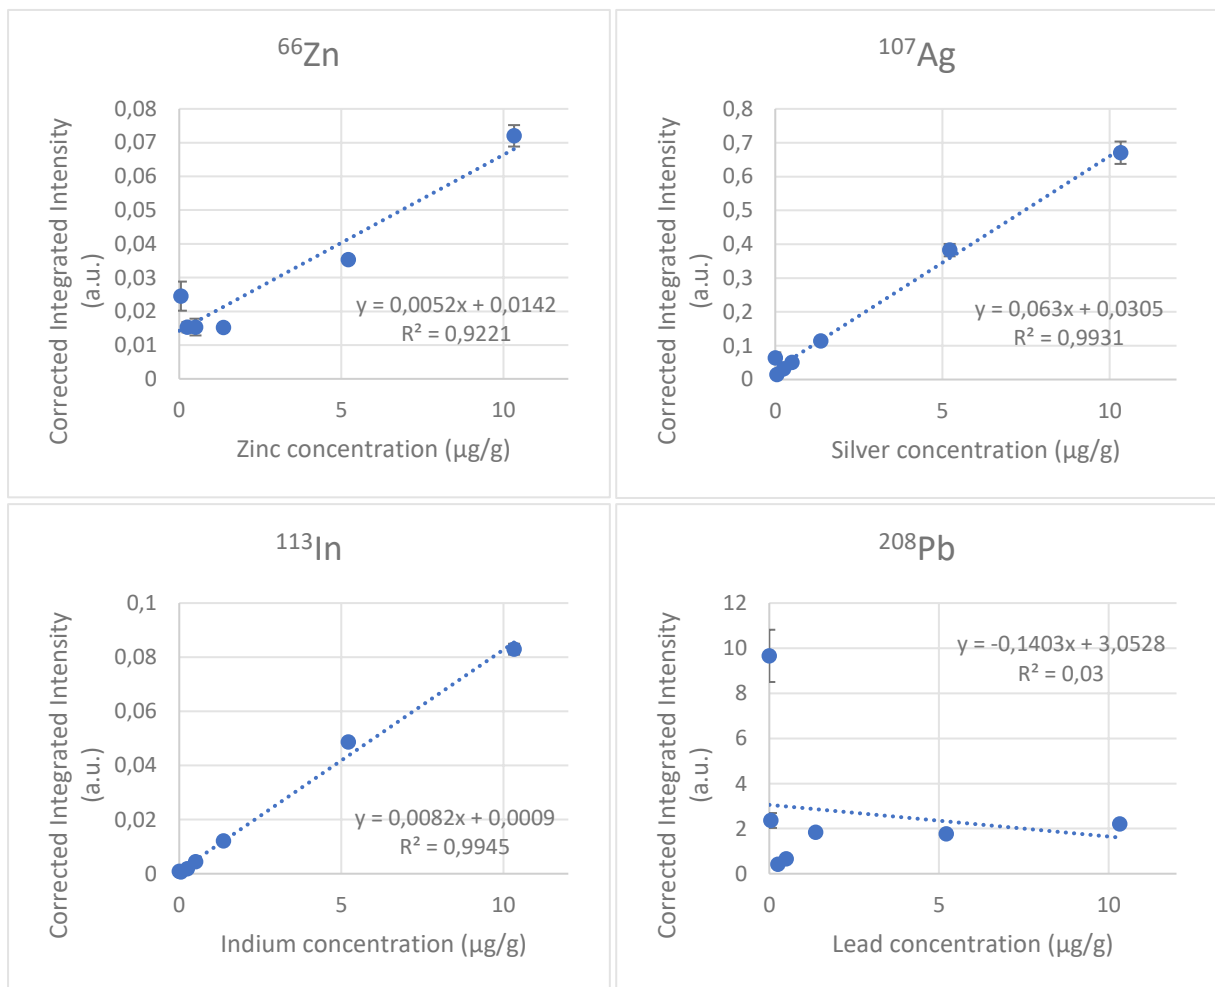 ⁶⁶Zn
Corrected Integrated Intensity
(a.u.)
0,08
0,07
0,06
0,05
0,04
0,03
0,02
0,01
0
y = 0,0052x + 0,0142
R² = 0,9221
0 5 10
Zinc concentration (µg/g)
¹⁰⁷Ag
Corrected Integrated Intensity
(a.u.)
0,8
0,7
0,6
0,5
0,4
0,3
0,2
0,1
0
y = 0,063x + 0,0305
R² = 0,9931
0 5 10
Silver concentration (µg/g)
¹¹³In
Corrected Integrated Intensity
(a.u.)
0,1
0,08
0,06
0,04
0,02
0
y = 0,0082x + 0,0009
R² = 0,9945
0 5 10
Indium concentration (µg/g)
²⁰⁸Pb
Corrected Integrated Intensity
(a.u.)
12
10
8
6
4
2
0
y = -0,1403x + 3,0528
R² = 0,03
0 5 10
Lead concentration (µg/g)